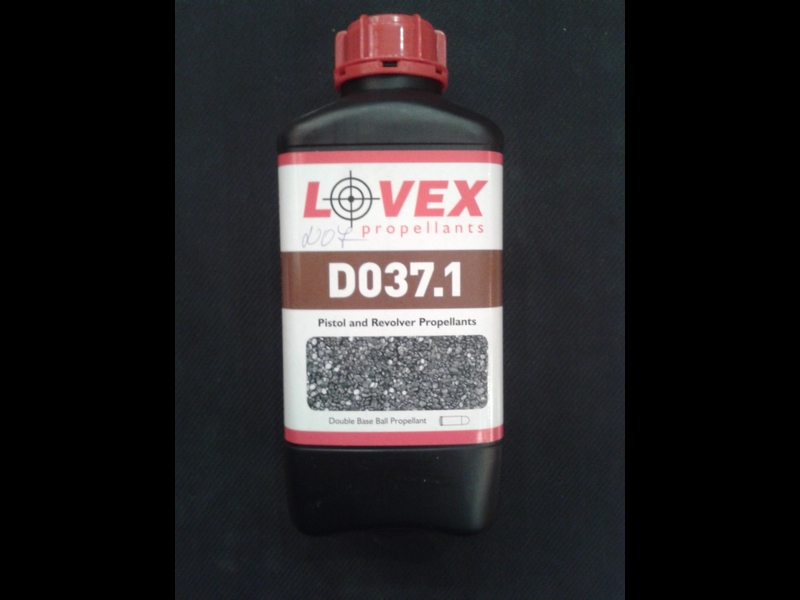 LOVEX
propellants
D037.1
Pistol and Revolver Propellants
Double Base Ball Propellant